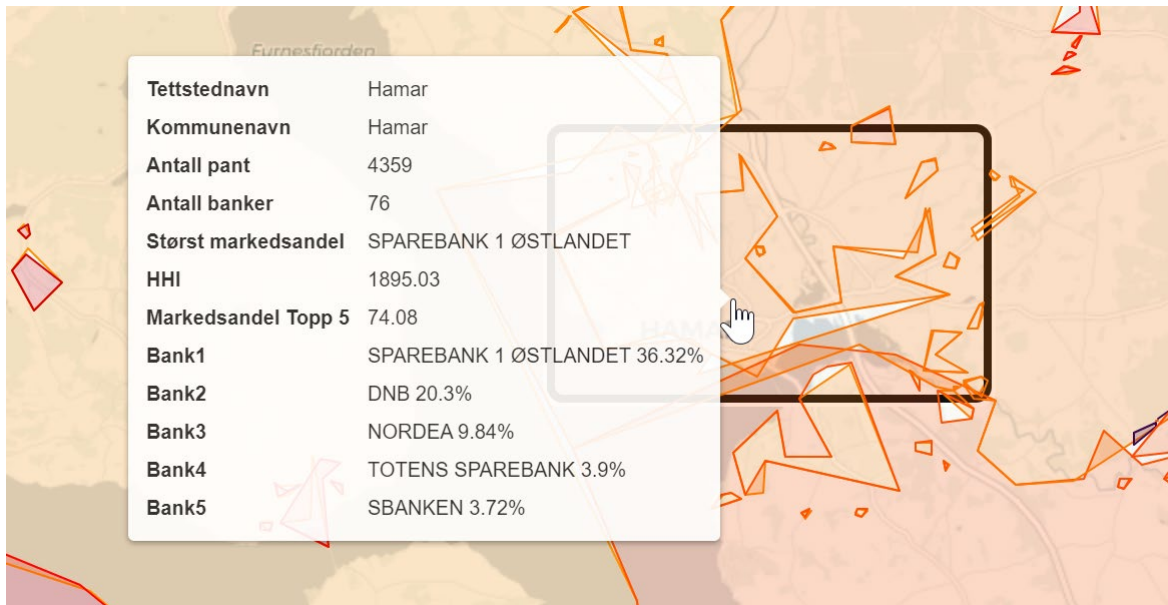 Furnesfjorden
Tettstednavn Hamar
Kommunenavn Hamar
Antall pant 4359
Antall banker 76
Størst markedsandel SPAREBANK 1 ØSTLANDET
HHI 1895.03
Markedsandel Topp 5 74.08
Bank1 SPAREBANK 1 ØSTLANDET 36.32%
Bank2 DNB 20.3%
Bank3 NORDEA 9.84%
Bank4 TOTENS SPAREBANK 3.9%
Bank5 SBANKEN 3.72%
HAMAR